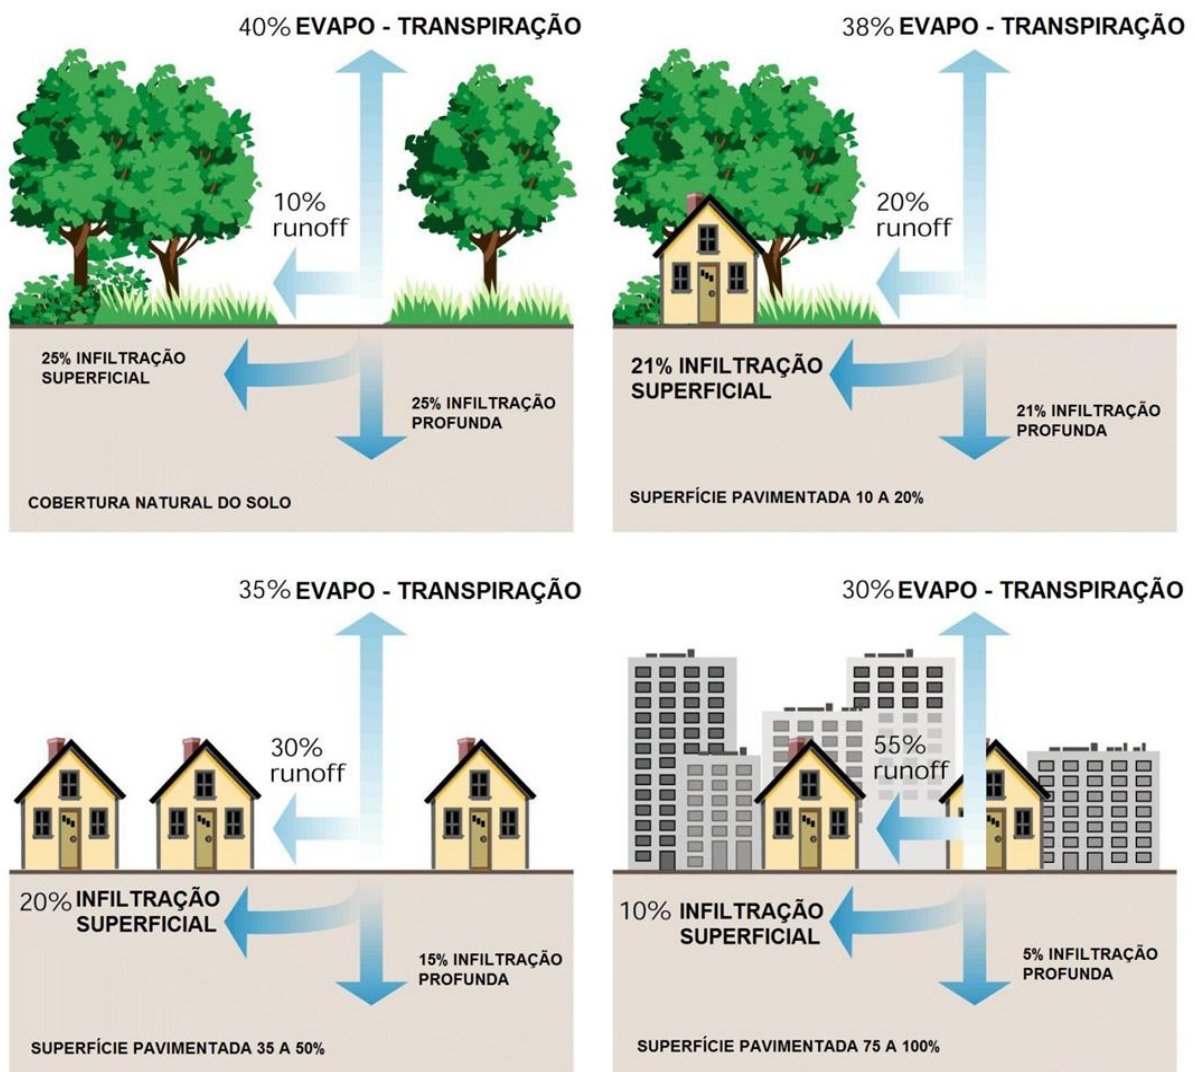 40% EVAPO - TRANSPIRAÇÃO
10%
runoff
25% INFILTRAÇÃO
SUPERFICIAL
25% INFILTRAÇÃO
PROFUNDA
COBERTURA NATURAL DO SOLO
38% EVAPO - TRANSPIRAÇÃO
20%
runoff
21% INFILTRAÇÃO
SUPERFICIAL
21% INFILTRAÇÃO
PROFUNDA
SUPERFÍCIE PAVIMENTADA 10 A 20%
35% EVAPO - TRANSPIRAÇÃO
30%
runoff
20% INFILTRAÇÃO
SUPERFICIAL
15% INFILTRAÇÃO
PROFUNDA
SUPERFÍCIE PAVIMENTADA 35 A 50%
30% EVAPO - TRANSPIRAÇÃO
55%
runoff
10% INFILTRAÇÃO
SUPERFICIAL
5% INFILTRAÇÃO
PROFUNDA
SUPERFÍCIE PAVIMENTADA 75 A 100%